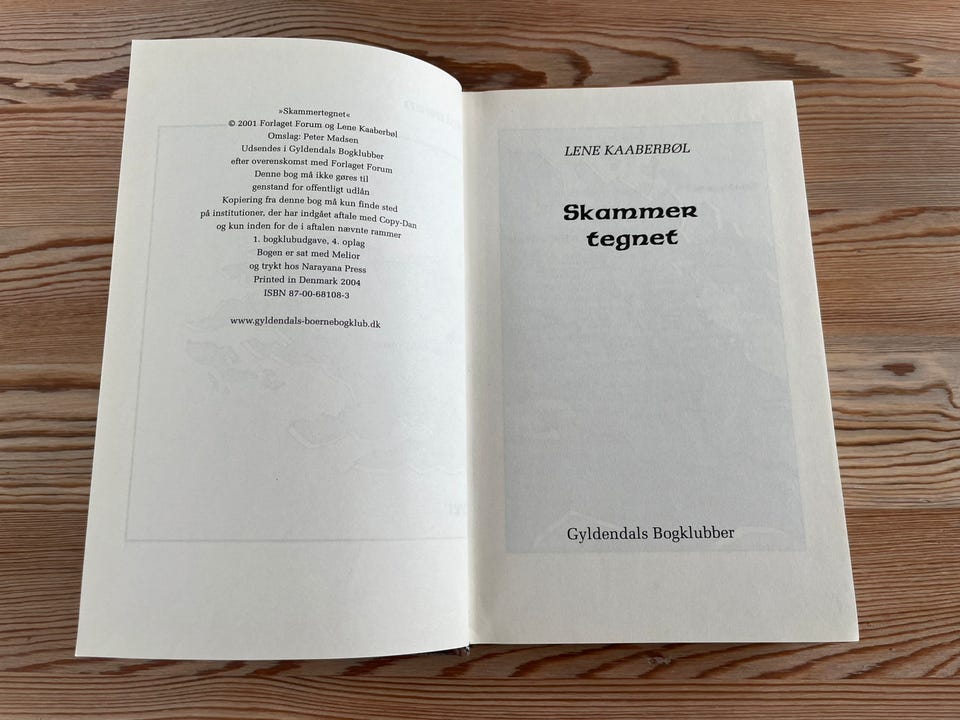 »Skammertegnet«
© 2001 Forlaget Forum og Lene Kaaberbøl
Omslag: Peter Madsen
Udsendes i Gyldendals Bogklubber
efter overenskomst med Forlaget Forum
Denne bog må ikke gøres til
genstand for offentligt udlån
Kopiering fra denne bog må kun finde sted
på institutioner, der har indgået aftale med Copy-Dan
og kun inden for de i aftalen nævnte rammer
1. bogklubudgave, 4. oplag
Bogen er sat med Melior
og trykt hos Narayana Press
Printed in Denmark 2004
ISBN 87-00-68108-3
www.gyldendals-boernebogklub.dk
LENE KAABERBØL
Skammer
tegnet
Gyldendals Bogklubber